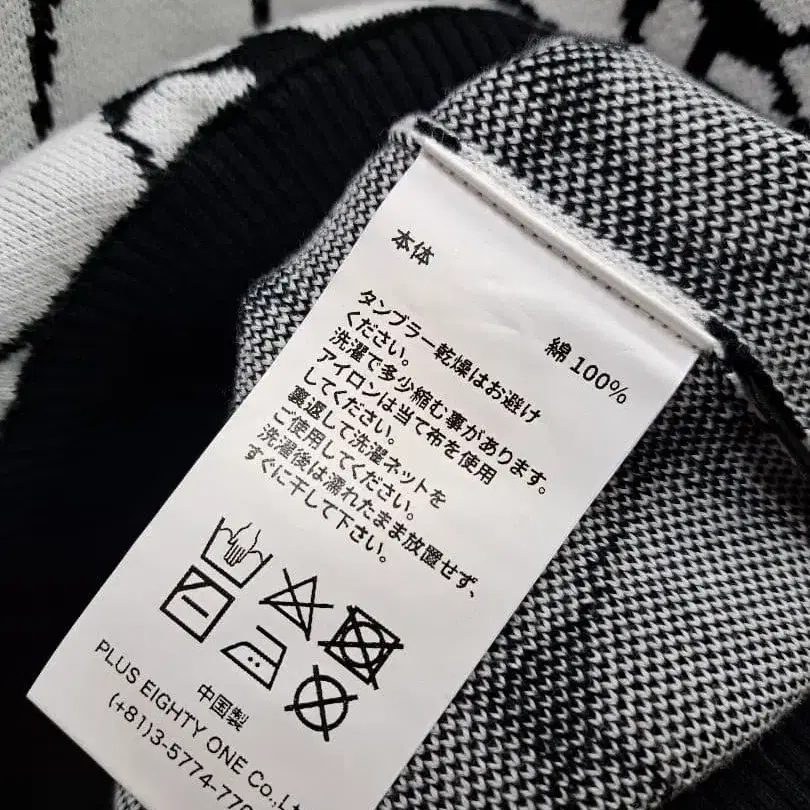 本体
綿 100%
タンブラー乾燥はお避け
ください。
洗濯で多少縮む事があります。
アイロンは当て布を使用
してください。
裏返して洗濯ネットを
ご使用してください。
洗濯後は濡れたまま放置せず、
すぐに干して下さい。
中国製
PLUS EIGHTY ONE Co.,
(+81)3-5774-